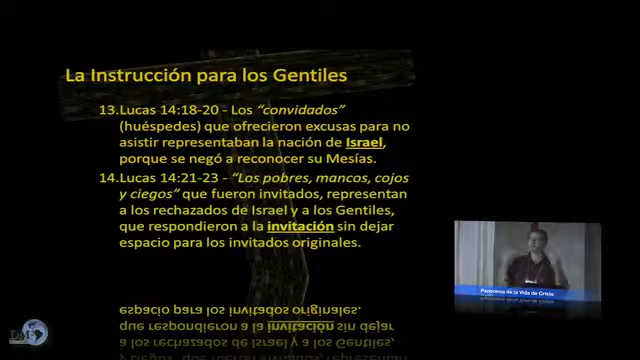 La Instrucción para los Gentiles
13.Lucas 14:18-20 - Los “convidados”
(huéspedes) que ofrecieron excusas para no
asistir representaban la nación de Israel,
porque se negó a reconocer su Mesías.
14.Lucas 14:21-23 - “Los pobres, mancos, cojos
y ciegos” que fueron invitados, representan
a los rechazados de Israel y a los Gentiles,
que respondieron a la invitación sin dejar
espacio para los invitados originales.
Panorama de la Vida de Cristo